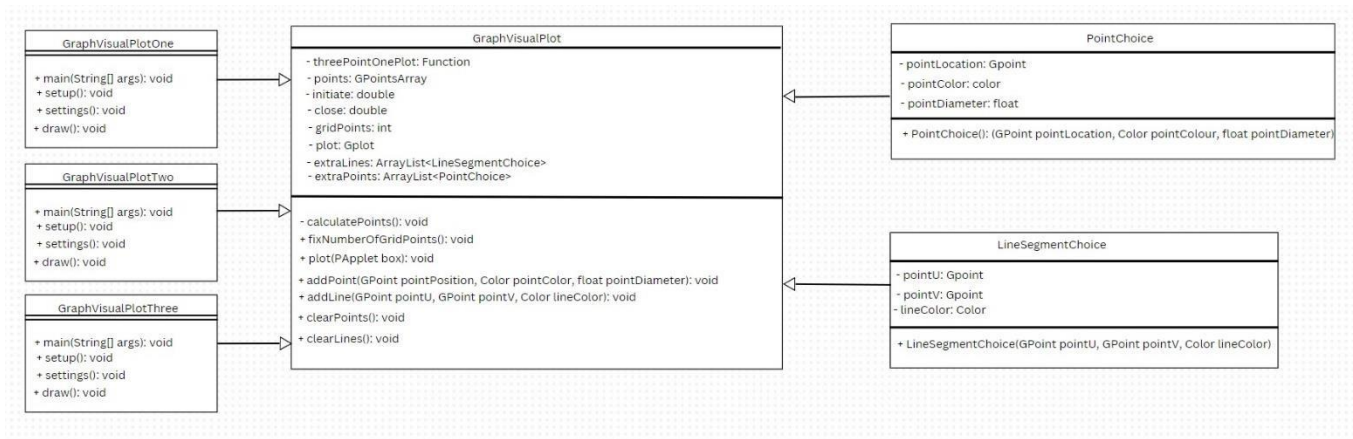 GraphVisualPlotOne
+ main(String[] args): void
+ setup(): void
+ settings(): void
+ draw(): void
GraphVisualPlotTwo
+ main(String[] args): void
+ setup(): void
+ settings(): void
+ draw(): void
GraphVisualPlotThree
+ main(String[] args): void
+ setup(): void
+ settings(): void
+ draw(): void
GraphVisualPlot
- threePointOnePlot: Function
- points: GPointsArray
- initiate: double
- close: double
- gridPoints: int
- plot: Gplot
- extraLines: ArrayList<LineSegmentChoice>
- extraPoints: ArrayList<PointChoice>
- calculatePoints(): void
+ fixNumberOfGridPoints(): void
+ plot(PApplet box): void
+ addPoint(GPoint pointPosition, Color pointColor, float pointDiameter): void
+ addLine(GPoint pointU, GPoint pointV, Color lineColor): void
+ clearPoints(): void
+ clearLines(): void
PointChoice
- pointLocation: Gpoint
- pointColor: color
- pointDiameter: float
+ PointChoice(): (GPoint pointLocation, Color pointColour, float pointDiameter)
LineSegmentChoice
- pointU: Gpoint
- pointV: Gpoint
- lineColor: Color
+ LineSegmentChoice(GPoint pointU, GPoint pointV, Color lineColor)